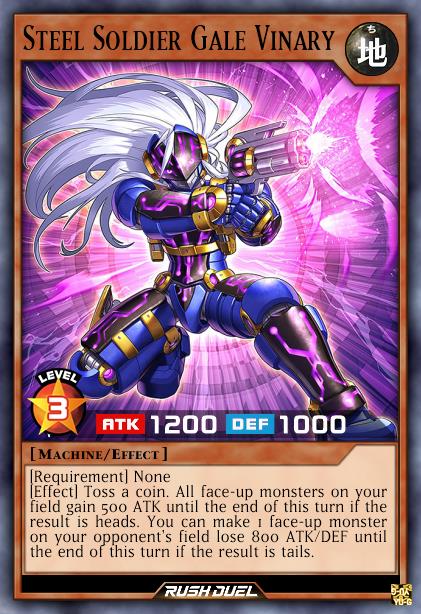 STEEL SOLDIER GALE VINARY
ち
地
LEVEL
3
ATK 1200 DEF 1000
[MACHINE/EFFECT]
[Requirement] None
[Effect] Toss a coin. All face-up monsters on your
field gain 500 ATK until the end of this turn if the
result is heads. You can make 1 face-up monster
on your opponent's field lose 800 ATK/DEF until
the end of this turn if the result is tails.
RUSH DUEL